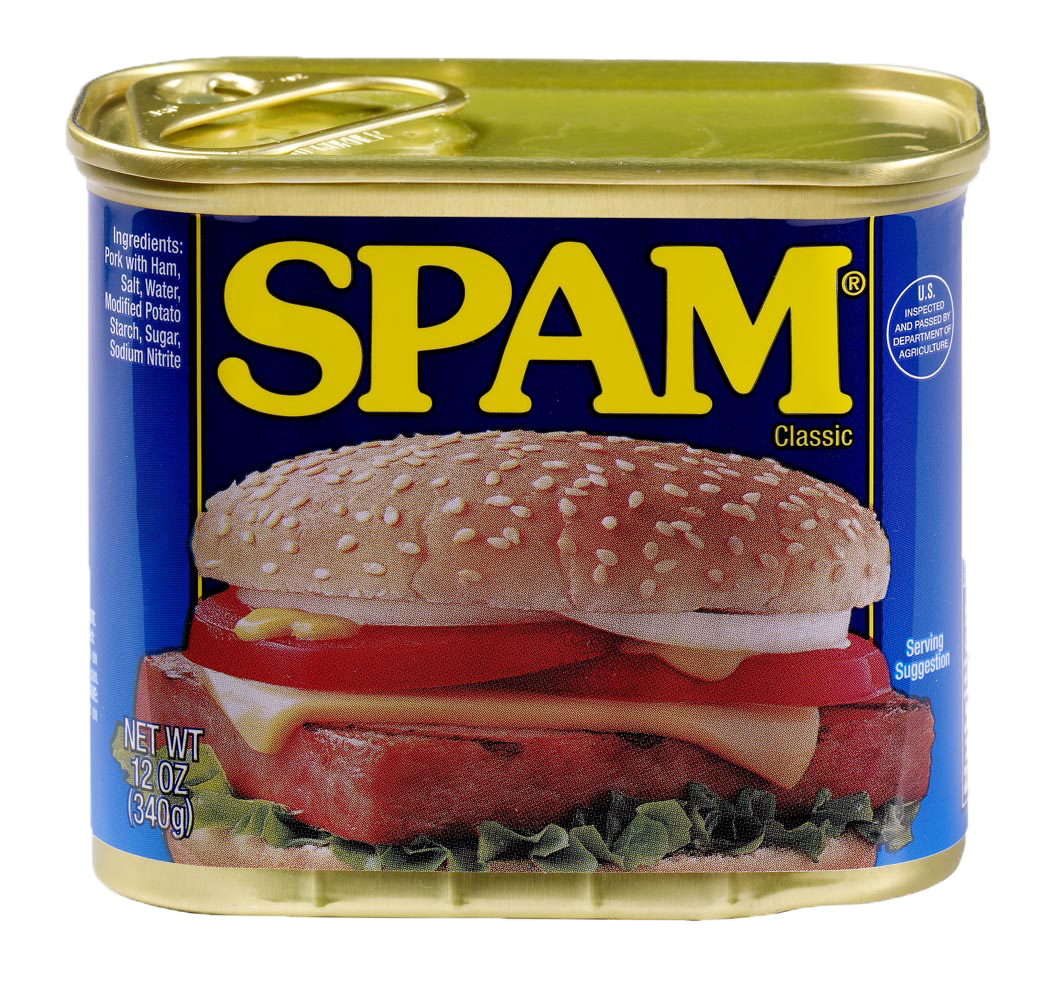 Ingredients:
Pork with Ham,
Salt, Water,
Modified Potato
Starch, Sugar,
Sodium Nitrite
SPAM®
Classic
U.S.
INSPECTED
AND PASSED BY
DEPARTMENT OF
AGRICULTURE
Serving
Suggestion
NET WT
12 OZ
(340g)